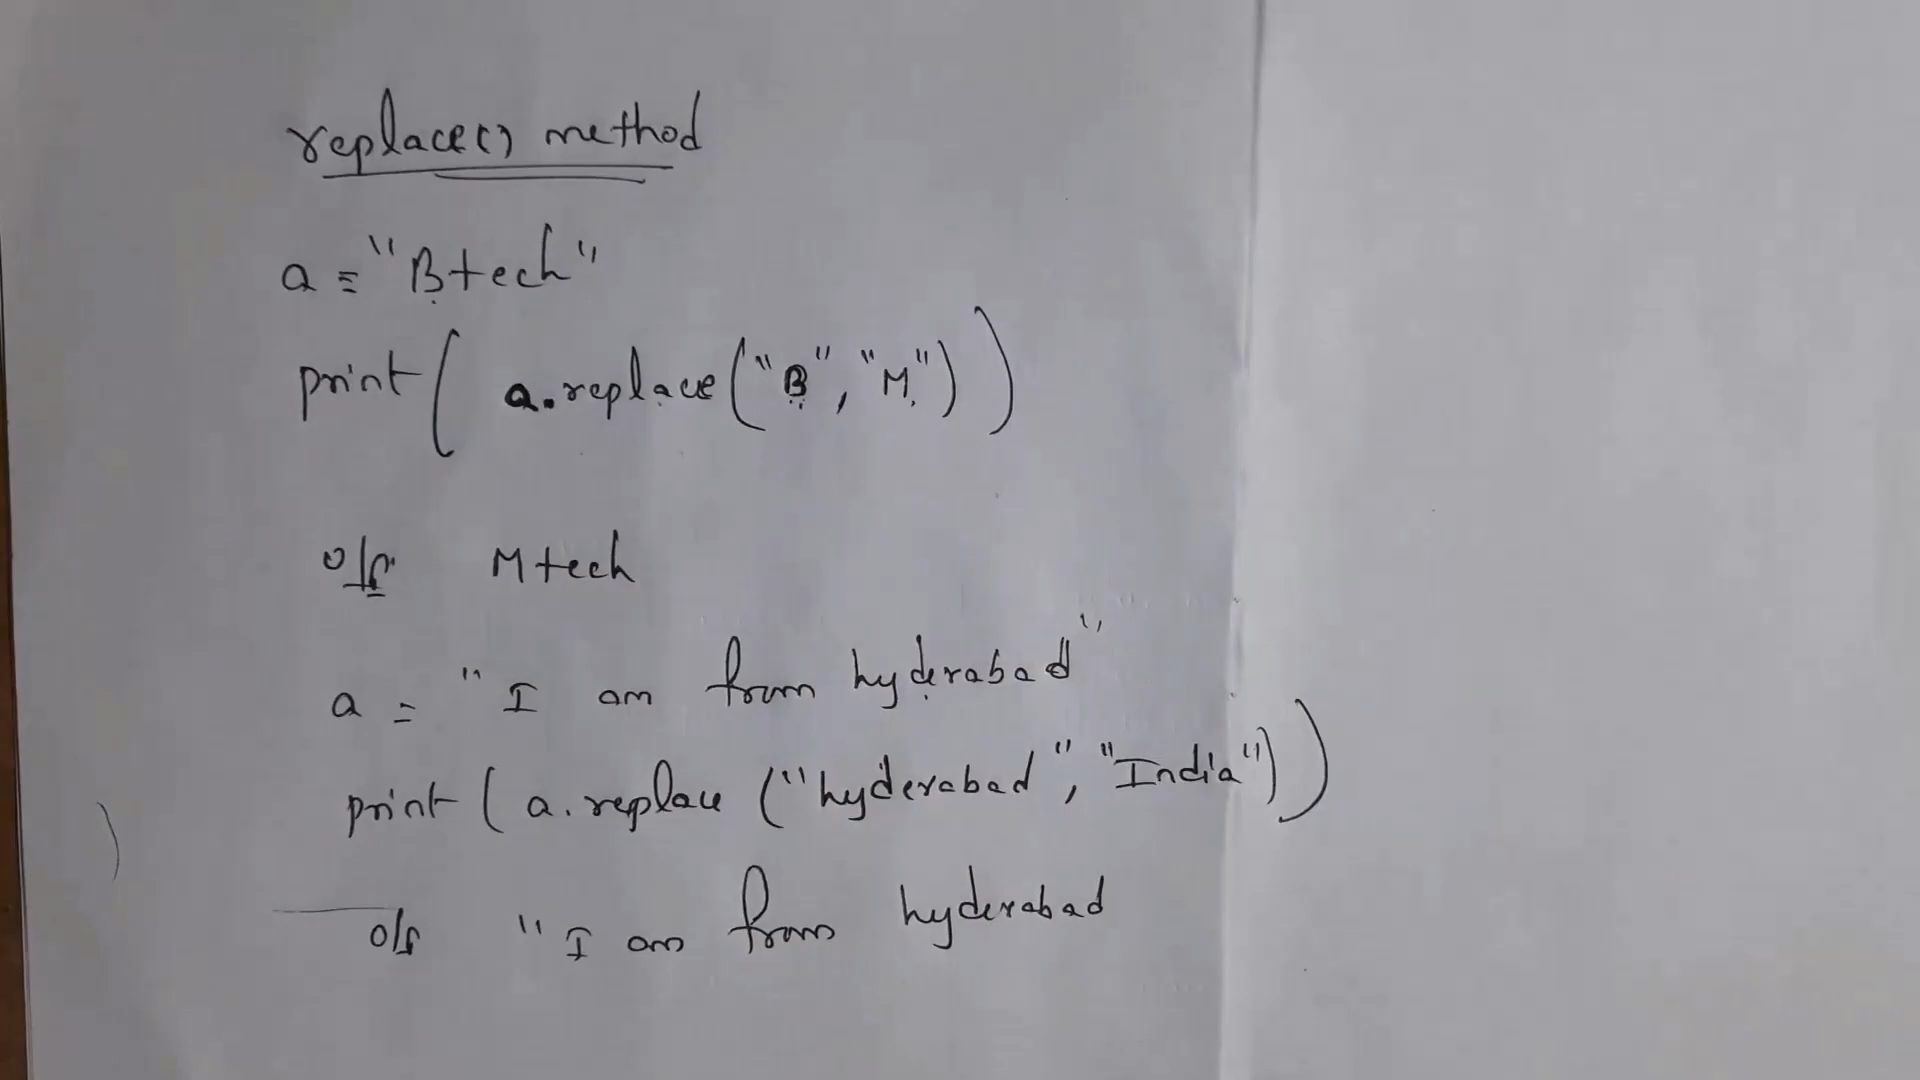 replace() method
a = "Btech"
print( a.replace("B", "M"))
o/p Mtech
a = "I am from hyderabad"
print ( a.replace ("hyderabad", "India"))
o/p "I am from hyderabad